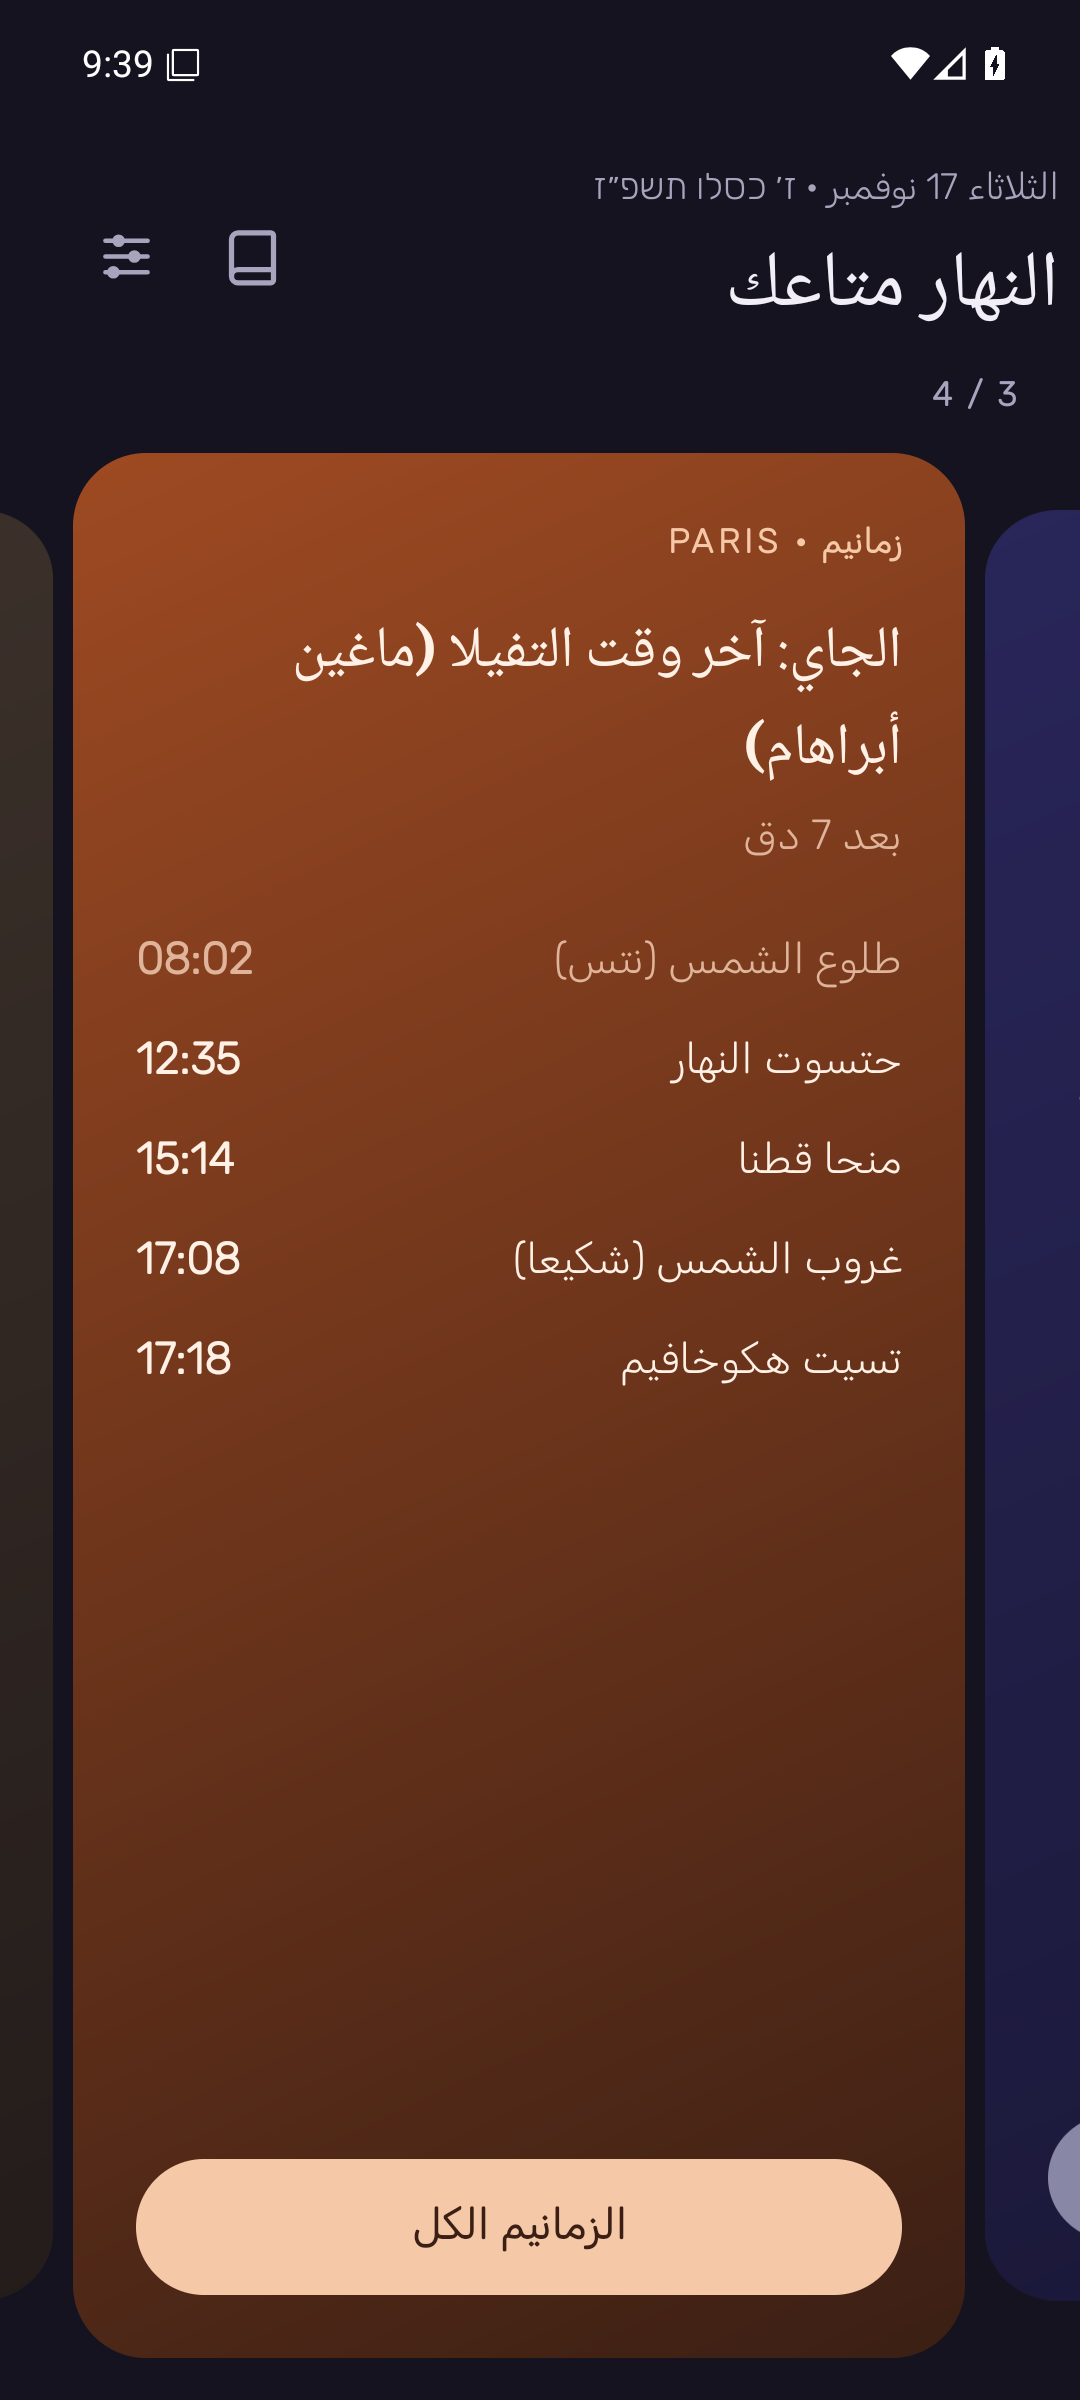 9:39
الثلاثاء 17 نوفمبر • ז׳ כסלו תשפ״ז
النهار متاعك
3 / 4
زمانيم • PARIS
الجاي: آخر وقت التفيلا (ماغين
أبراهام)
بعد 7 دق
طلوع الشمس (نتس) 08:02
حتسوت النهار 12:35
منحا قطنا 15:14
غروب الشمس (شكيعا) 17:08
تسيت هكوخافيم 17:18
الزمانيم الكل